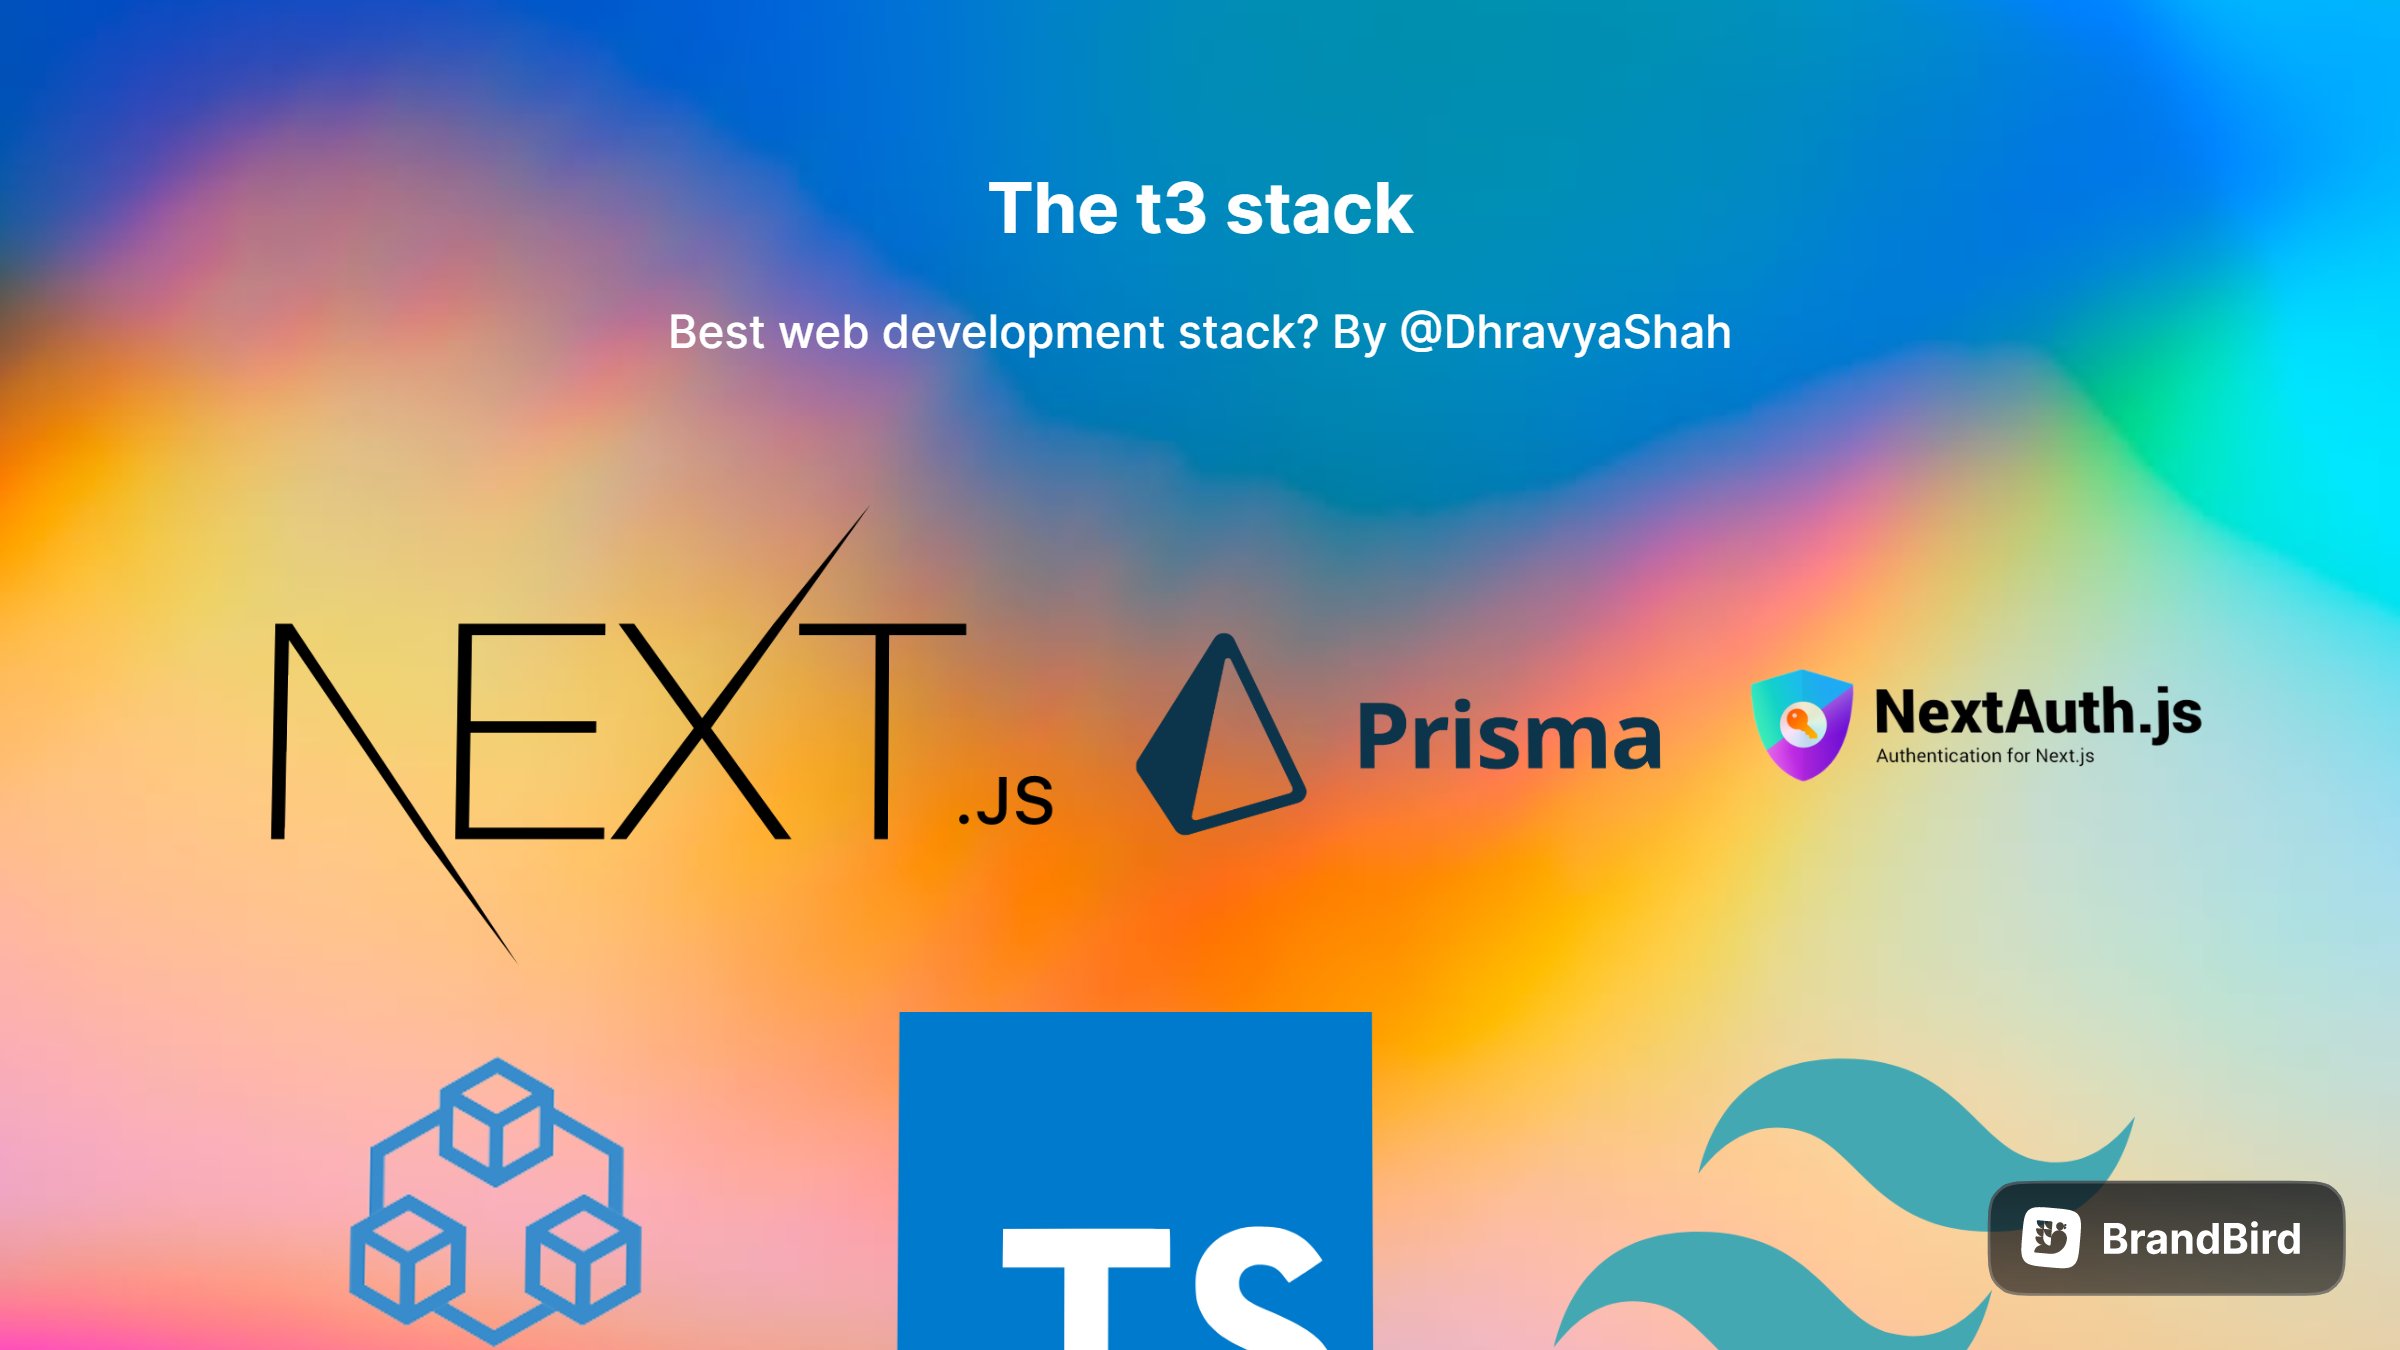 The t3 stack
Best web development stack? By @DhravyaShah
NEXT.JS
Prisma
NextAuth.js
Authentication for Next.js
TS
BrandBird